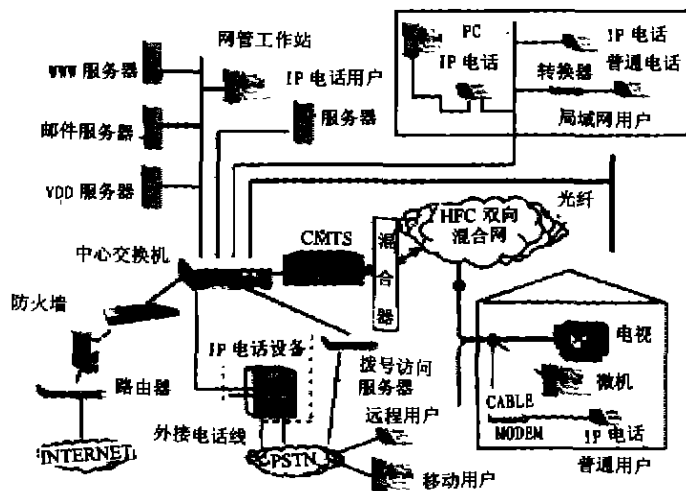 网管工作站
WWW 服务器
IP 电话用户
邮件服务器
服务器
VDD 服务器
PC
IP 电话
IP 电话
普通电话
转换器
局域网用户
光纤
HFC 双向
混合网
CMTS
混合器
中心交换机
防火墙
路由器
INTERNET
IP 电话设备
拨号访问
服务器
外接电话线
PSTN
远程用户
移动用户
电视
微机
CABLE
MODEM
IP 电话
普通用户